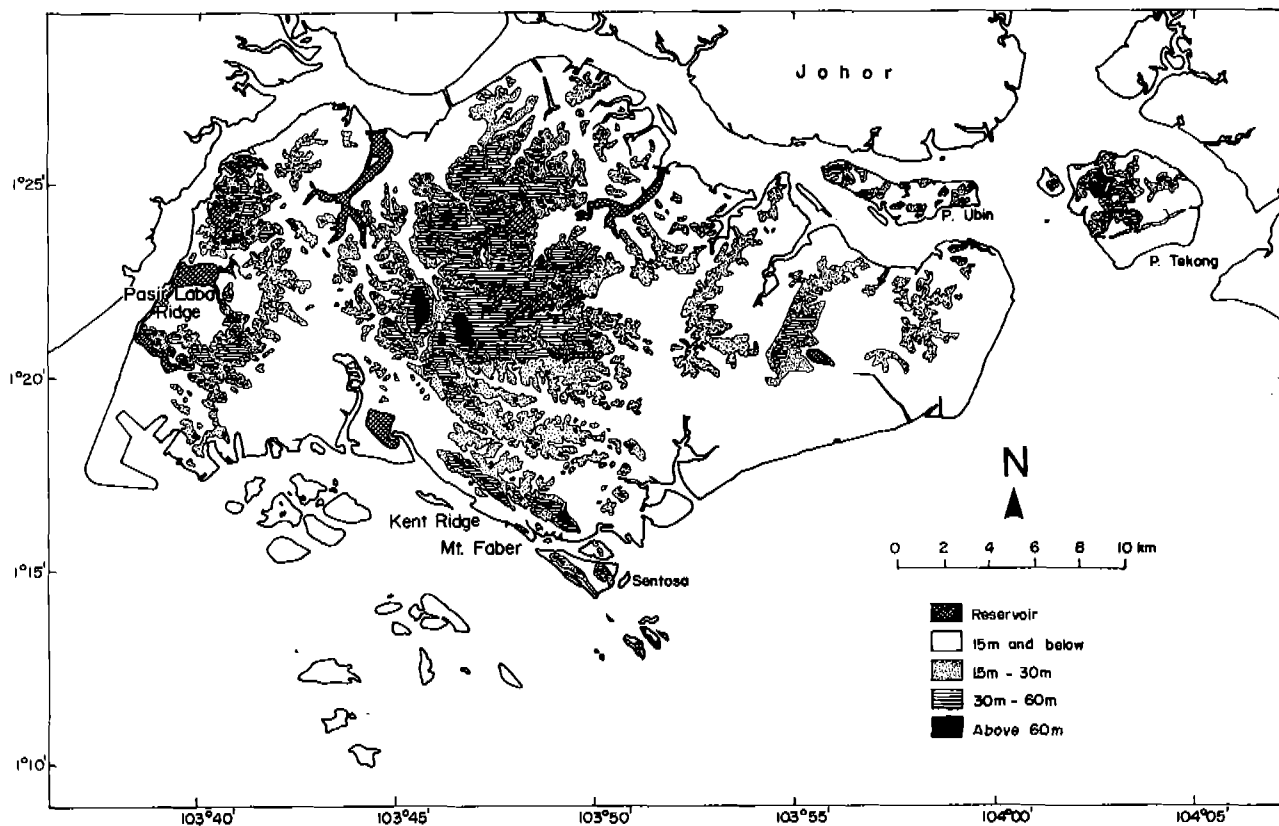 Johor
1°25'
P. Ubin
P. Tekong
Pasir Laba
Ridge
1°20'
N
Kent Ridge
Mt. Faber
0 2 4 6 8 10 km
1°15'
Sentosa
Reservoir
15m and below
15m - 30m
30m - 60m
Above 60m
1°10'
103°40' 103°45' 103°50' 103°55' 104°00' 104°05'